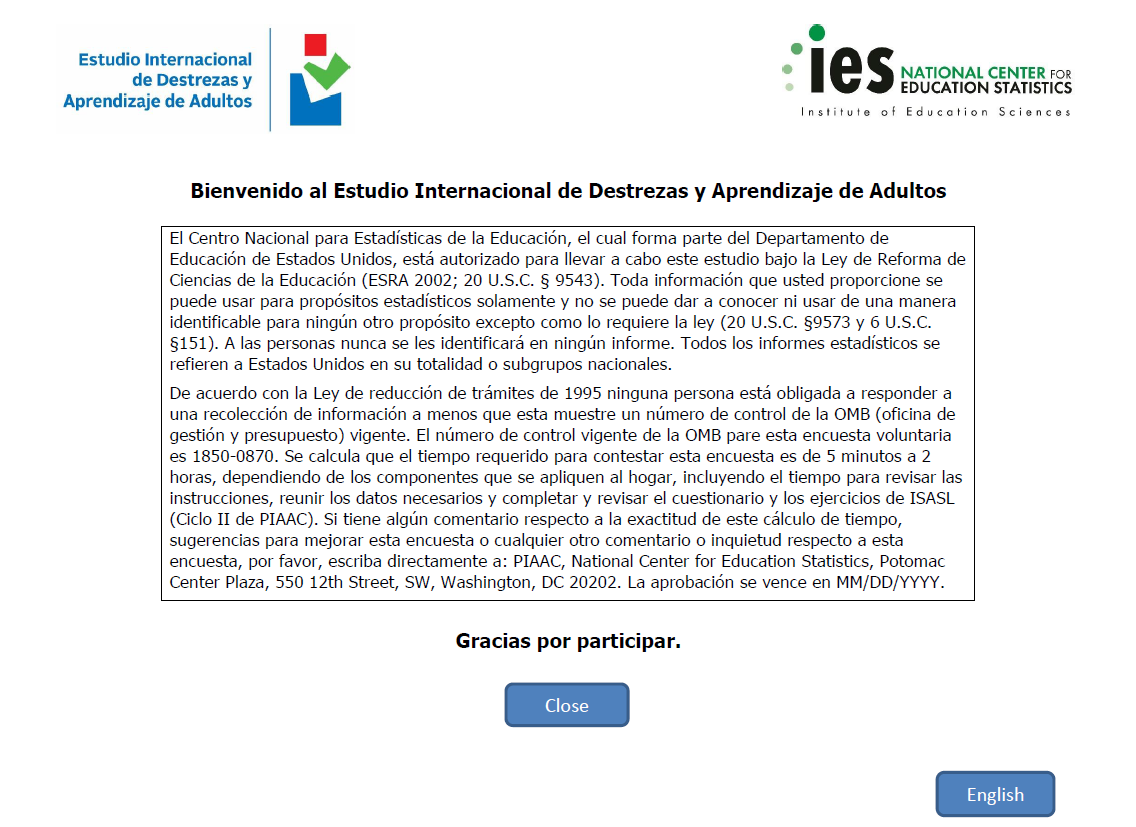 Estudio Internacional
de Destrezas y
Aprendizaje de Adultos
ies NATIONAL CENTER FOR
EDUCATION STATISTICS
Institute of Education Sciences
Bienvenido al Estudio Internacional de Destrezas y Aprendizaje de Adultos
El Centro Nacional para Estadísticas de la Educación, el cual forma parte del Departamento de
Educación de Estados Unidos, está autorizado para llevar a cabo este estudio bajo la Ley de Reforma de
Ciencias de la Educación (ESRA 2002; 20 U.S.C. § 9543). Toda información que usted proporcione se
puede usar para propósitos estadísticos solamente y no se puede dar a conocer ni usar de una manera
identificable para ningún otro propósito excepto como lo requiere la ley (20 U.S.C. §9573 y 6 U.S.C.
§151). A las personas nunca se les identificará en ningún informe. Todos los informes estadísticos se
refieren a Estados Unidos en su totalidad o subgrupos nacionales.
De acuerdo con la Ley de reducción de trámites de 1995 ninguna persona está obligada a responder a
una recolección de información a menos que esta muestre un número de control de la OMB (oficina de
gestión y presupuesto) vigente. El número de control vigente de la OMB pare esta encuesta voluntaria
es 1850-0870. Se calcula que el tiempo requerido para contestar esta encuesta es de 5 minutos a 2
horas, dependiendo de los componentes que se apliquen al hogar, incluyendo el tiempo para revisar las
instrucciones, reunir los datos necesarios y completar y revisar el cuestionario y los ejercicios de ISASL
(Ciclo II de PIAAC). Si tiene algún comentario respecto a la exactitud de este cálculo de tiempo,
sugerencias para mejorar esta encuesta o cualquier otro comentario o inquietud respecto a esta
encuesta, por favor, escriba directamente a: PIAAC, National Center for Education Statistics, Potomac
Center Plaza, 550 12th Street, SW, Washington, DC 20202. La aprobación se vence en MM/DD/YYYY.
Gracias por participar.
Close
English